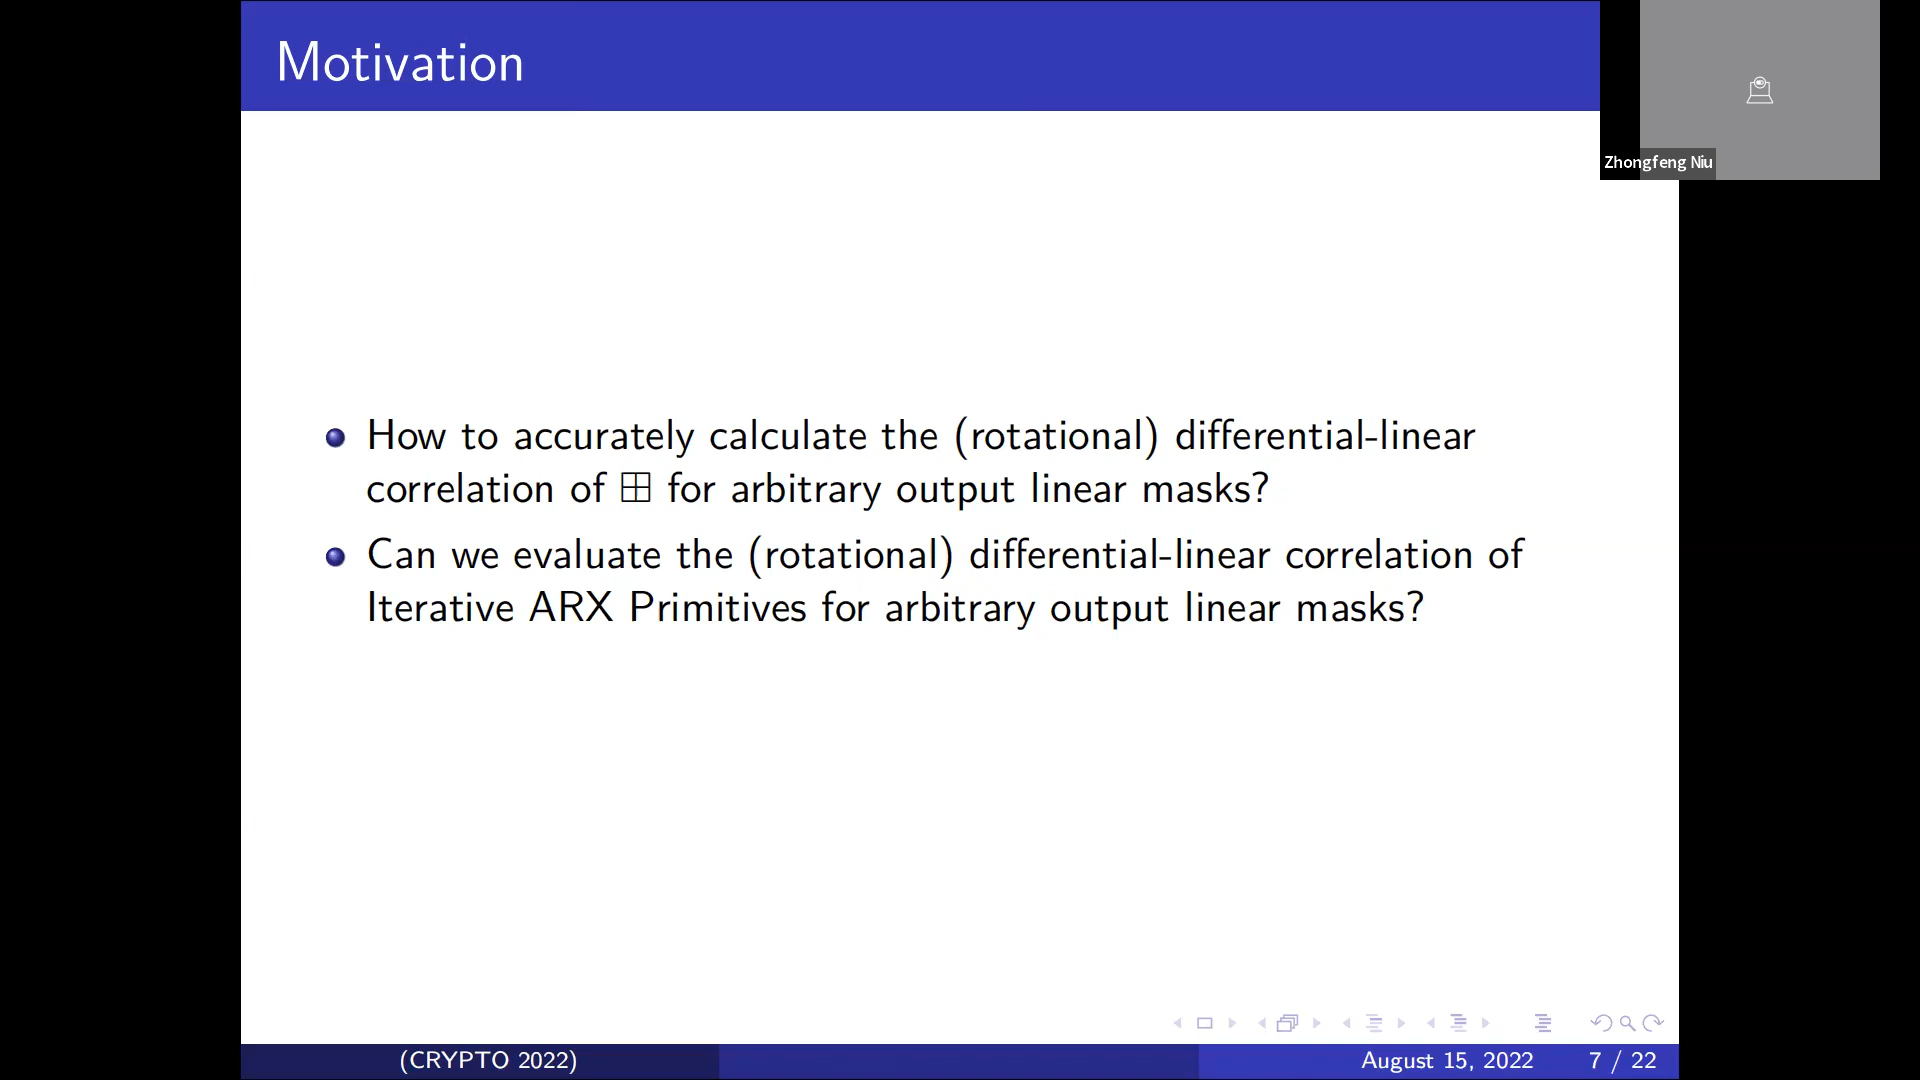 Motivation
Zhongfeng Niu
• How to accurately calculate the (rotational) differential-linear
correlation of ⊞ for arbitrary output linear masks?
• Can we evaluate the (rotational) differential-linear correlation of
Iterative ARX Primitives for arbitrary output linear masks?
(CRYPTO 2022)
August 15, 2022
7 / 22